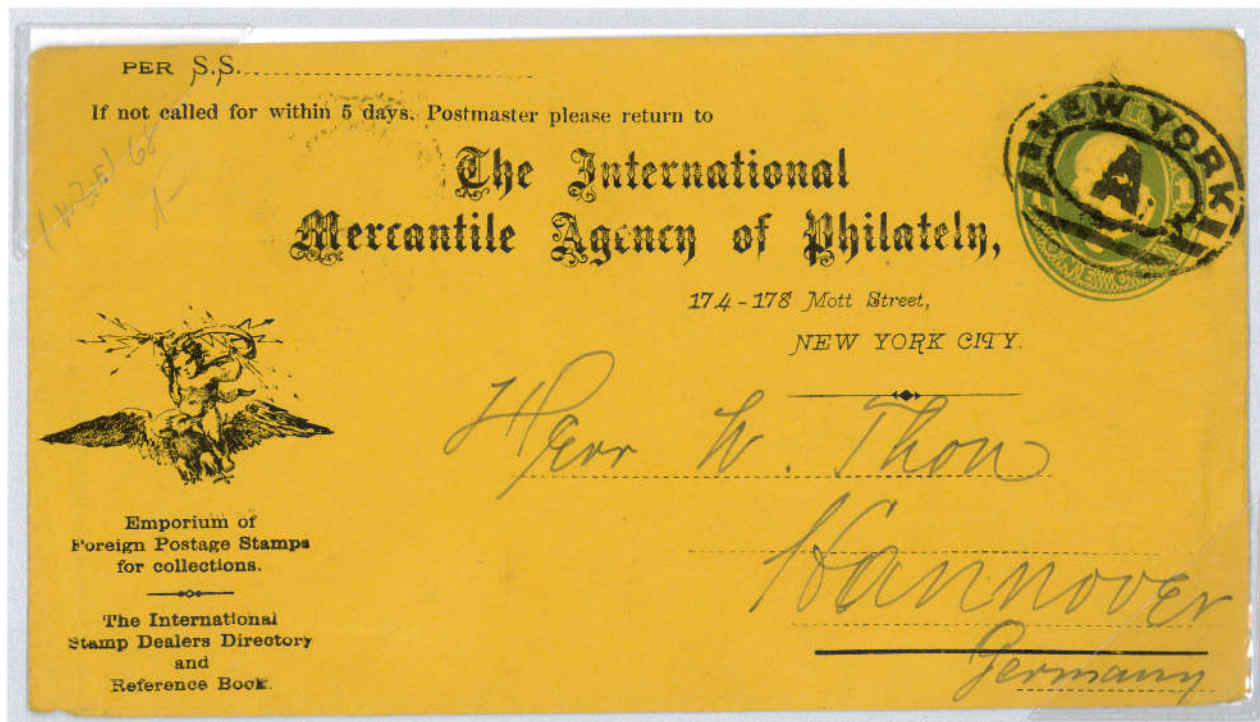 PER S.S.
If not called for within 5 days. Postmaster please return to
The International
Mercantile Agency of Philately,
174-178 Mott Street,
NEW YORK CITY.
NEW YORK
A
Herr W. Thon
Hannover
Germany
Emporium of
Foreign Postage Stamps
for collections.
The International
Stamp Dealers Directory
and
Reference Book.